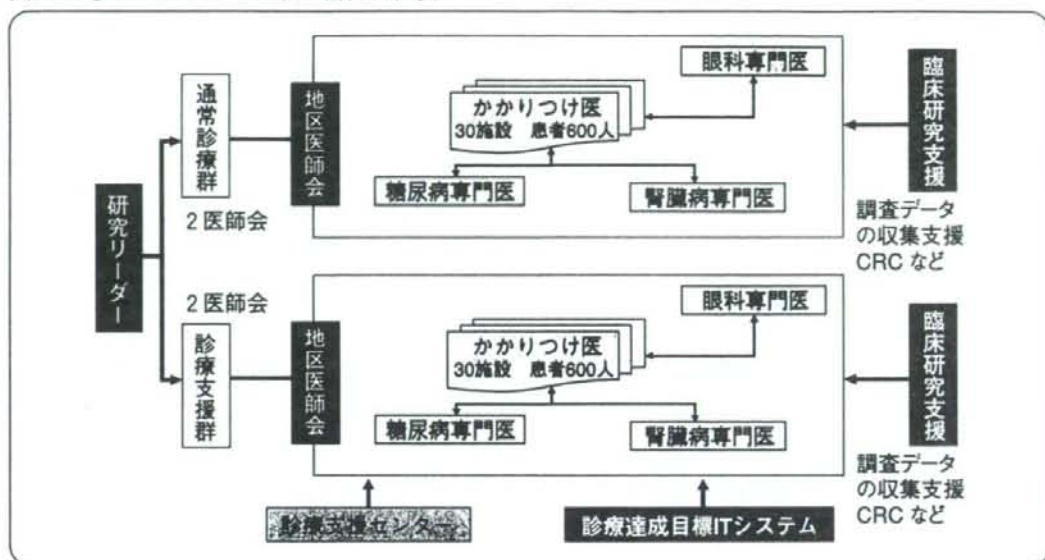 研究リーダー
通常診療群
2医師会
地区医師会
眼科専門医
かかりつけ医
30施設 患者600人
糖尿病専門医
腎臓病専門医
臨床研究支援
調査データ
の収集支援
CRC など
2医師会
診療支援群
地区医師会
眼科専門医
かかりつけ医
30施設 患者600人
糖尿病専門医
腎臓病専門医
臨床研究支援
調査データ
の収集支援
CRC など
診療支援センター
診療達成目標ITシステム